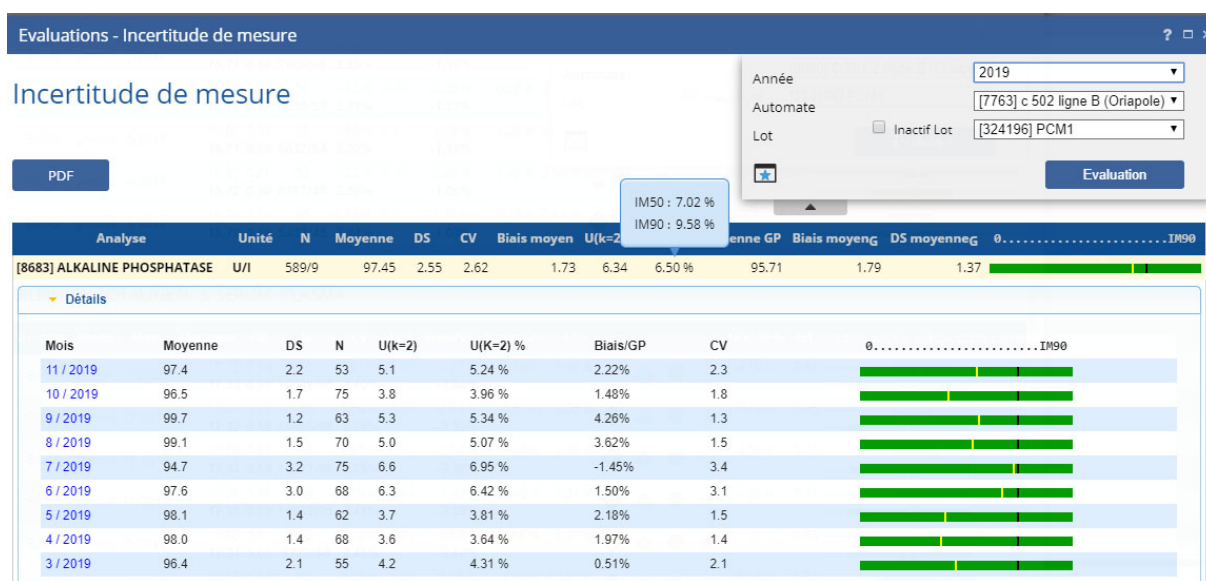 Evaluations - Incertitude de mesure
?
Incertitude de mesure
Année 2019
Automate [7763] c 502 ligne B (Oriapole)
Lot Inactif Lot [324196] PCM1
PDF
Evaluation
IM50 : 7.02 %
IM90 : 9.58 %
Analyse Unité N Moyenne DS CV Biais moyen U(k=2 enne GP Biais moyenG DS moyenneG 0.........................IM90
[8683] ALKALINE PHOSPHATASE U/I 589/9 97.45 2.55 2.62 1.73 6.34 6.50 % 95.71 1.79 1.37
Détails
Mois Moyenne DS N U(k=2) U(K=2) % Biais/GP CV 0.........................IM90
11 / 2019 97.4 2.2 53 5.1 5.24 % 2.22% 2.3
10 / 2019 96.5 1.7 75 3.8 3.96 % 1.48% 1.8
9 / 2019 99.7 1.2 63 5.3 5.34 % 4.26% 1.3
8 / 2019 99.1 1.5 70 5.0 5.07 % 3.62% 1.5
7 / 2019 94.7 3.2 75 6.6 6.95 % -1.45% 3.4
6 / 2019 97.6 3.0 68 6.3 6.42 % 1.50% 3.1
5 / 2019 98.1 1.4 62 3.7 3.81 % 2.18% 1.5
4 / 2019 98.0 1.4 68 3.6 3.64 % 1.97% 1.4
3 / 2019 96.4 2.1 55 4.2 4.31 % 0.51% 2.1